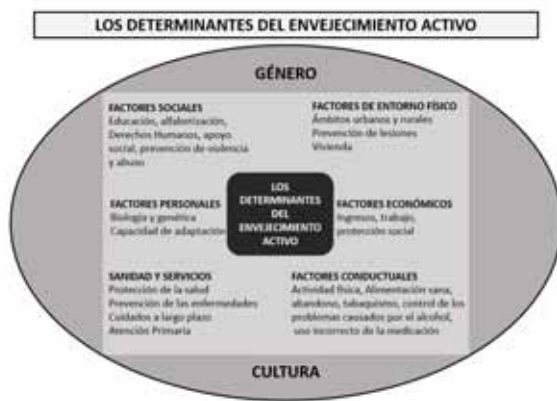 LOS DETERMINANTES DEL ENVEJECIMIENTO ACTIVO
GÉNERO
FACTORES SOCIALES
Educación, alfaberización,
Derechos Humanos, apoyo
social, prevención de violencia
y abuso
FACTORES DE ENTORNO FÍSICO
Ámbitos urbanos y rurales
Prevención de lesiones
Vivienda
FACTORES PERSONALES
Biología y genética
Capacidad de adaptación
LOS
DETERMINANTES
DEL
ENVEJECIMIENTO
ACTIVO
FACTORES ECONÓMICOS
Ingresos, trabajo,
protección social
SANIDAD Y SERVICIOS
Protección de la salud
Prevención de las enfermedades
Cuidados a largo plazo
Atención Primaria
FACTORES CONDUCTUALES
Actividad física, Alimentación sana,
abandono, tabaquismo, control de los
problemas causados por el alcohol,
uso incorrecto de la medicación
CULTURA